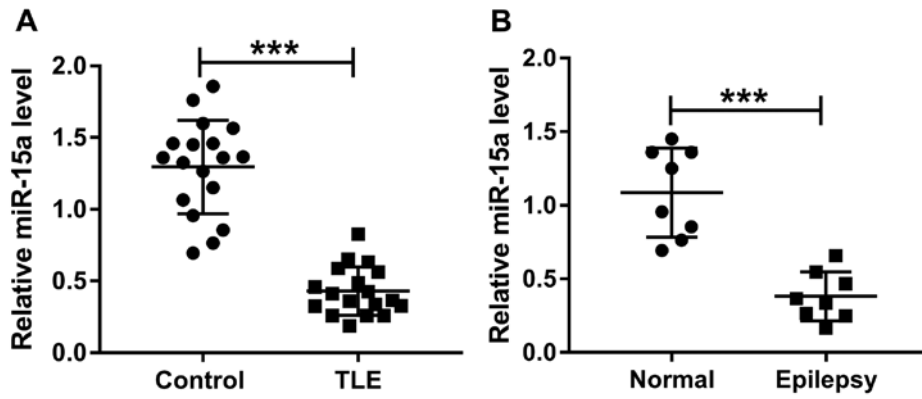 A
Relative miR-15a level
2.0
1.5
1.0
0.5
0.0
***
Control
TLE
B
Relative miR-15a level
2.0
1.5
1.0
0.5
0.0
***
Normal
Epilepsy